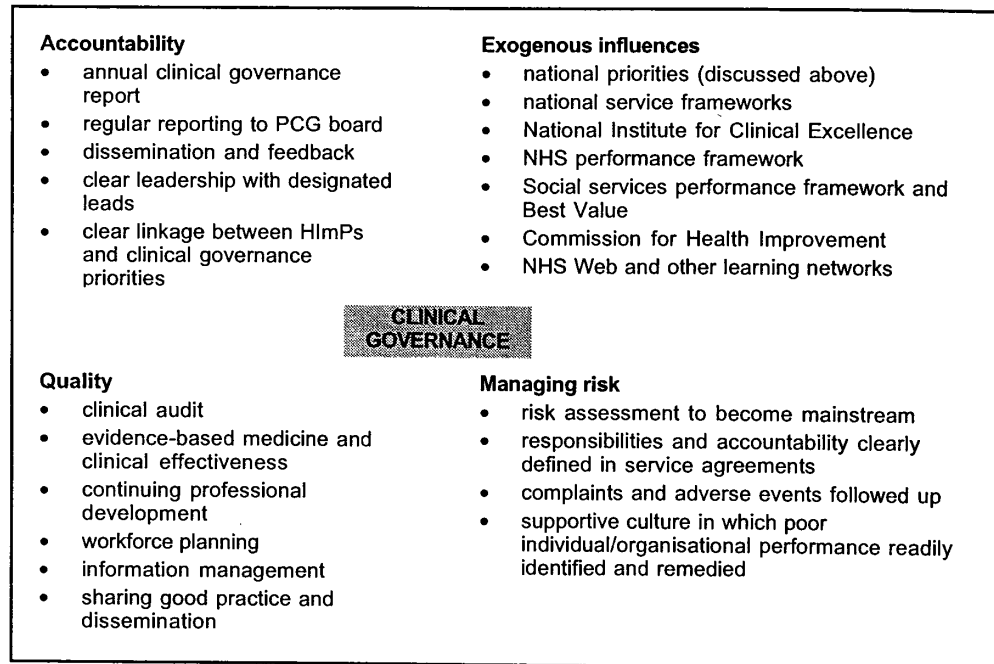 Accountability
• annual clinical governance
report
• regular reporting to PCG board
• dissemination and feedback
• clear leadership with designated
leads
• clear linkage between HImPs
and clinical governance
priorities
Exogenous influences
• national priorities (discussed above)
• national service frameworks
• National Institute for Clinical Excellence
• NHS performance framework
• Social services performance framework and
Best Value
• Commission for Health Improvement
• NHS Web and other learning networks
CLINICAL
GOVERNANCE
Quality
• clinical audit
• evidence-based medicine and
clinical effectiveness
• continuing professional
development
• workforce planning
• information management
• sharing good practice and
dissemination
Managing risk
• risk assessment to become mainstream
• responsibilities and accountability clearly
defined in service agreements
• complaints and adverse events followed up
• supportive culture in which poor
individual/organisational performance readily
identified and remedied